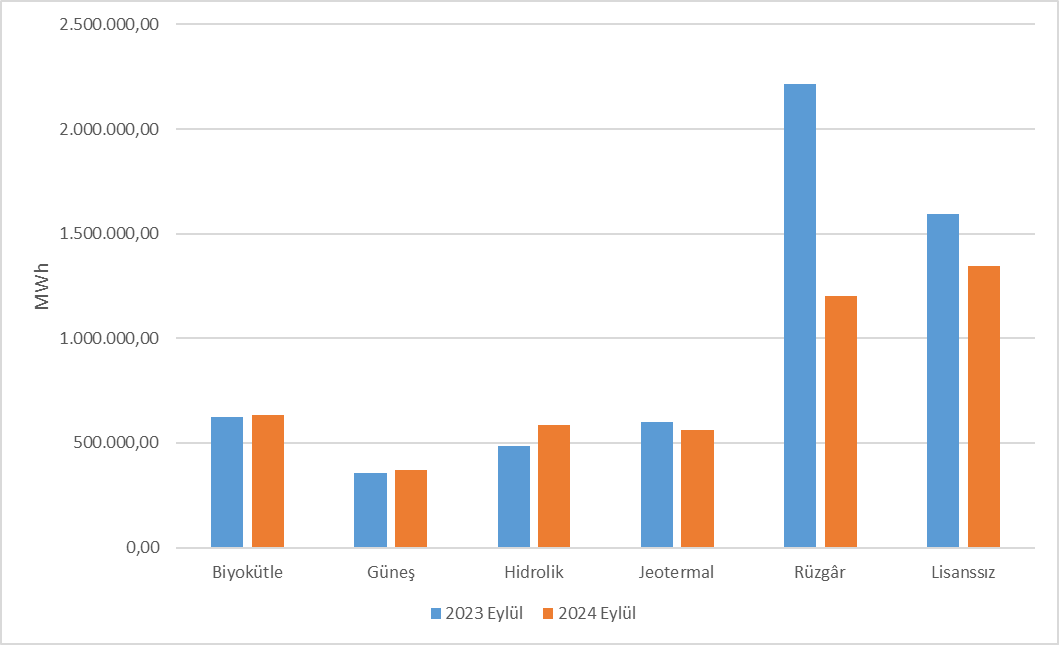 2.500.000,00
2.000.000,00
1.500.000,00
1.000.000,00
500.000,00
0,00
MWh
Biyokütle Güneş Hidrolik Jeotermal Rüzgâr Lisanssız
2023 Eylül 2024 Eylül